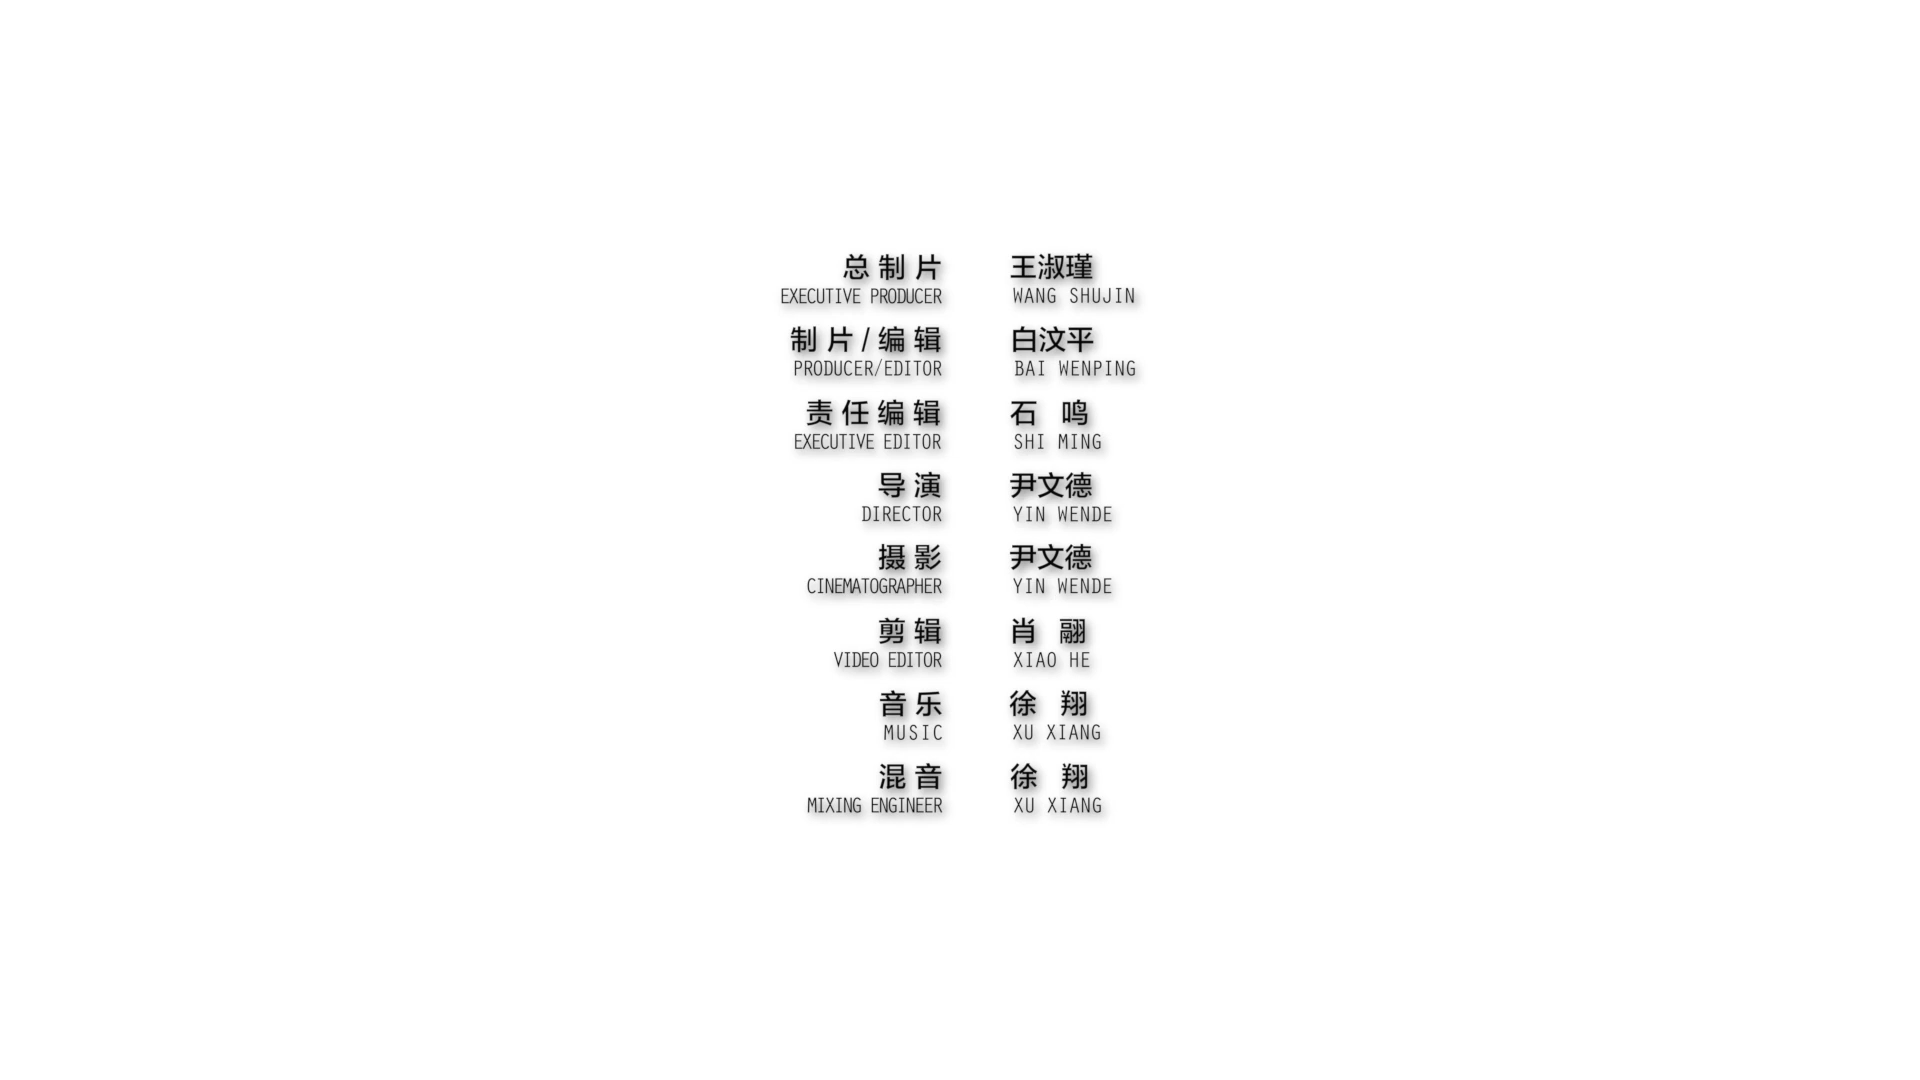 总制片 王淑瑾
EXECUTIVE PRODUCER WANG SHUJIN
制片/编辑 白汶平
PRODUCER/EDITOR BAI WENPING
责任编辑 石 鸣
EXECUTIVE EDITOR SHI MING
导演 尹文德
DIRECTOR YIN WENDE
摄影 尹文德
CINEMATOGRAPHER YIN WENDE
剪辑 肖 翮
VIDEO EDITOR XIAO HE
音乐 徐 翔
MUSIC XU XIANG
混音 徐 翔
MIXING ENGINEER XU XIANG